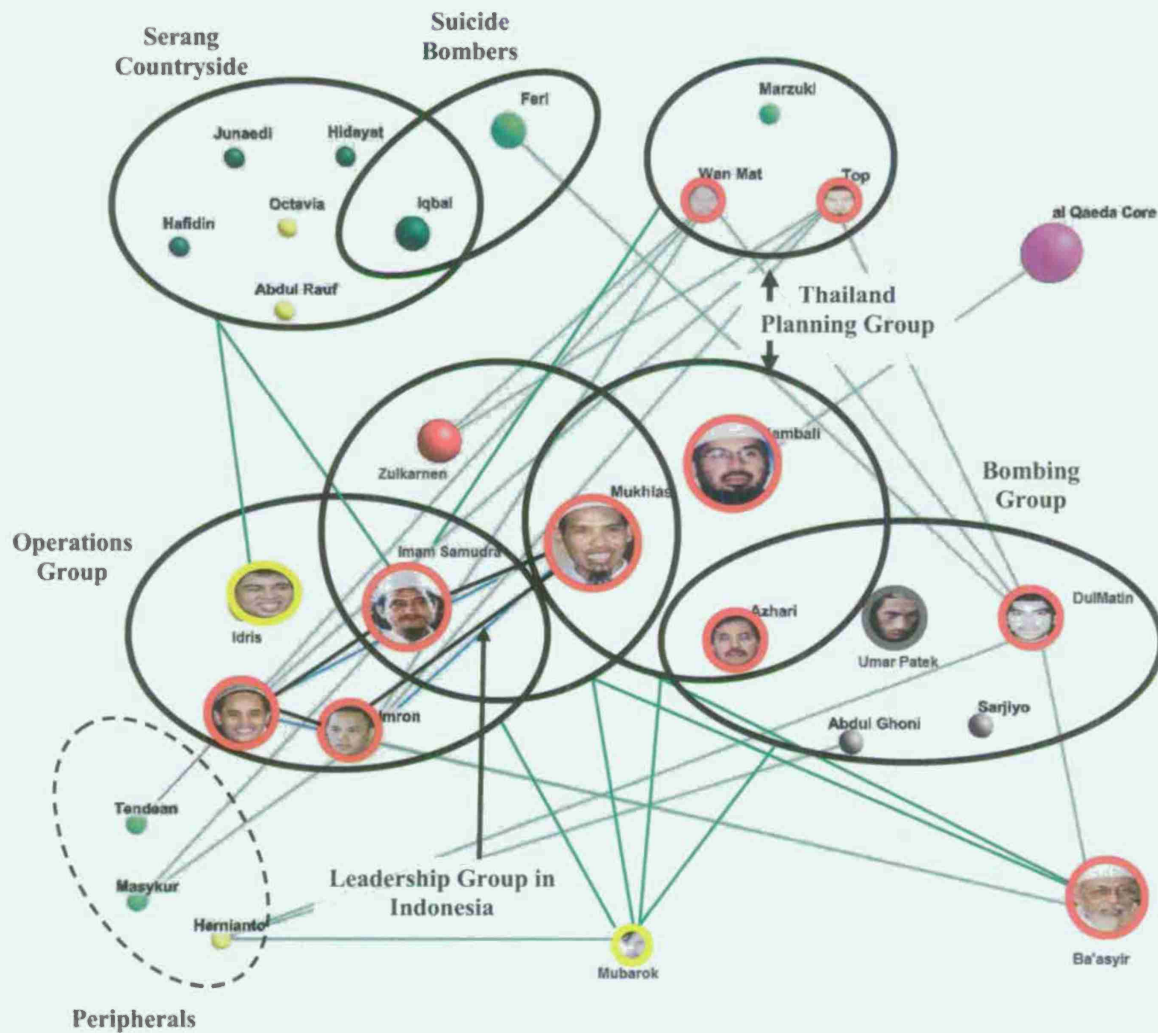 Serang
Countryside
Suicide
Bombers
Feri
Marzuki
Junaedi
Hidayat
Wan Mat
Top
Octavia
Iqbal
Hafidin
al Qaeda Core
Abdul Rauf
Thailand
Planning Group
Zulkarnen
ambali
Mukhlas
Bombing
Group
Operations
Group
Imam Samudra
Idris
Azhari
DulMatin
Umar Patek
Imron
Abdul Ghoni
Sarjiyo
Tendean
Masykur
Leadership Group in
Indonesia
Hernianto
Mubarok
Ba'asyir
Peripherals